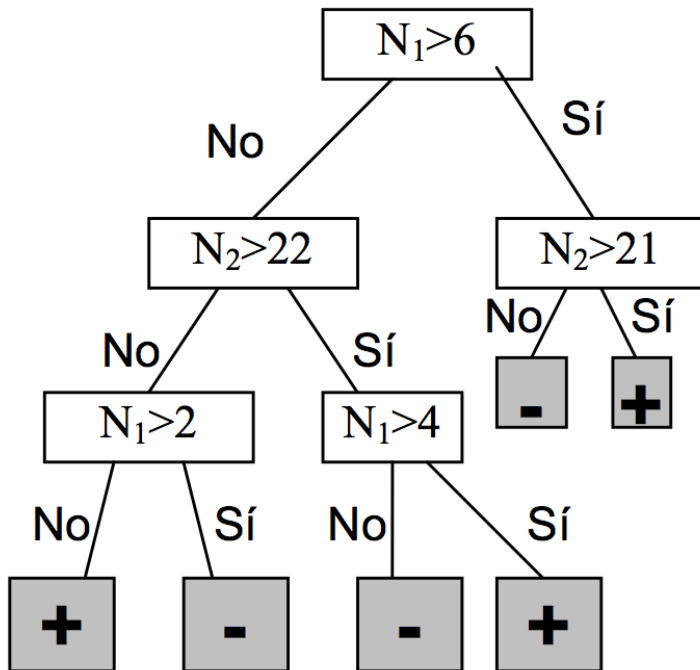 N₁>6
No
Sí
N₂>22
N₂>21
No
Sí
No
Sí
-
+
N₁>2
N₁>4
No
Sí
No
Sí
+
-
-
+